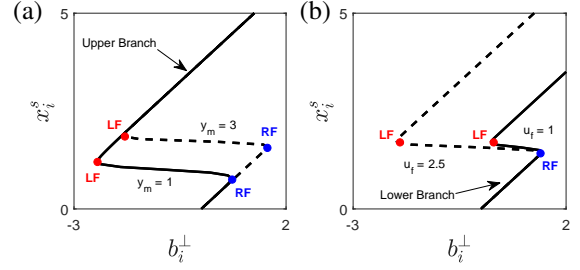 (a)
5
Upper Branch
x_i^s
LF
y_m = 3
RF
LF
y_m = 1
RF
0
-3
2
b_i^⊥
(b)
5
x_i^s
LF
LF
u_f = 1
u_f = 2.5
RF
Lower Branch
0
-3
2
b_i^⊥